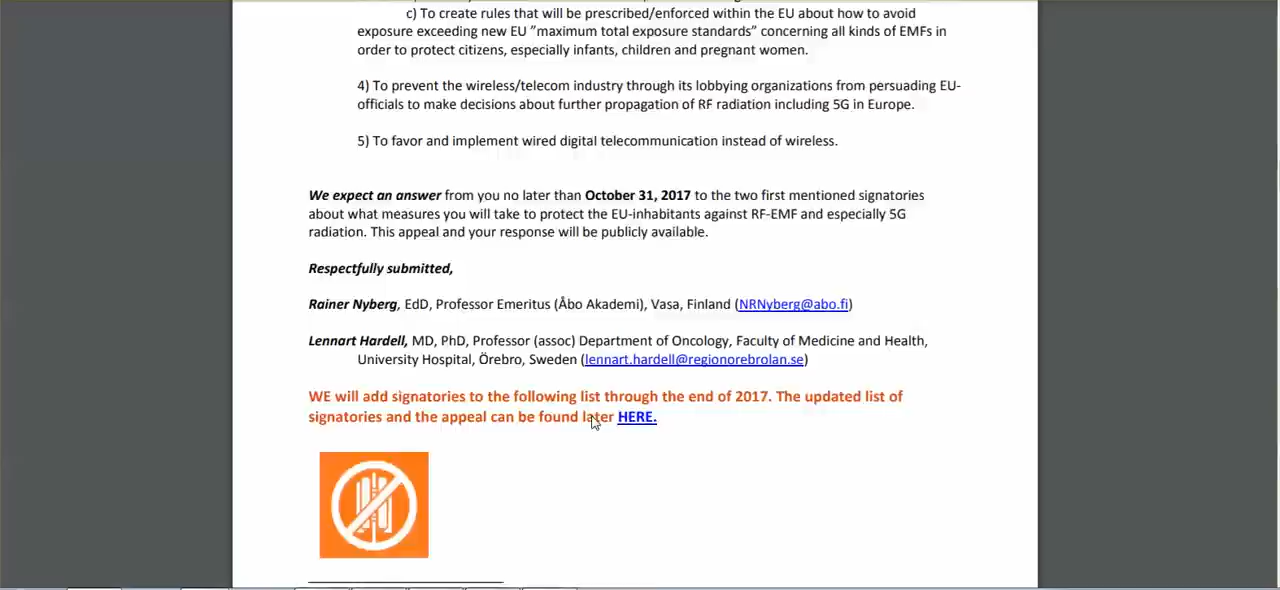 c) To create rules that will be prescribed/enforced within the EU about how to avoid
exposure exceeding new EU ”maximum total exposure standards” concerning all kinds of EMFs in
order to protect citizens, especially infants, children and pregnant women.
4) To prevent the wireless/telecom industry through its lobbying organizations from persuading EU-
officials to make decisions about further propagation of RF radiation including 5G in Europe.
5) To favor and implement wired digital telecommunication instead of wireless.
We expect an answer from you no later than October 31, 2017 to the two first mentioned signatories
about what measures you will take to protect the EU-inhabitants against RF-EMF and especially 5G
radiation. This appeal and your response will be publicly available.
Respectfully submitted,
Rainer Nyberg, EdD, Professor Emeritus (Åbo Akademi), Vasa, Finland (NRNyberg@abo.fi)
Lennart Hardell, MD, PhD, Professor (assoc) Department of Oncology, Faculty of Medicine and Health,
University Hospital, Örebro, Sweden (lennart.hardell@regionorebrolan.se)
WE will add signatories to the following list through the end of 2017. The updated list of
signatories and the appeal can be found later HERE.